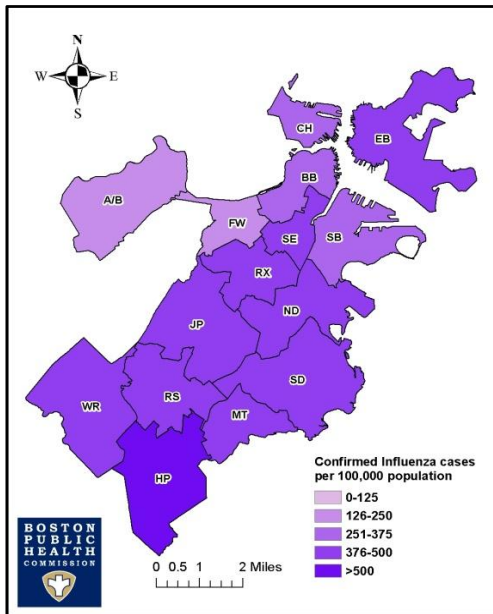 N
W E
S
CH
EB
BB
A/B
FW
SE
SB
RX
ND
JP
SD
RS
WR
MT
HP
Confirmed Influenza cases
per 100,000 population
0-125
126-250
251-375
376-500
>500
BOSTON
PUBLIC
HEALTH
COMMISSION
0 0.5 1 2 Miles